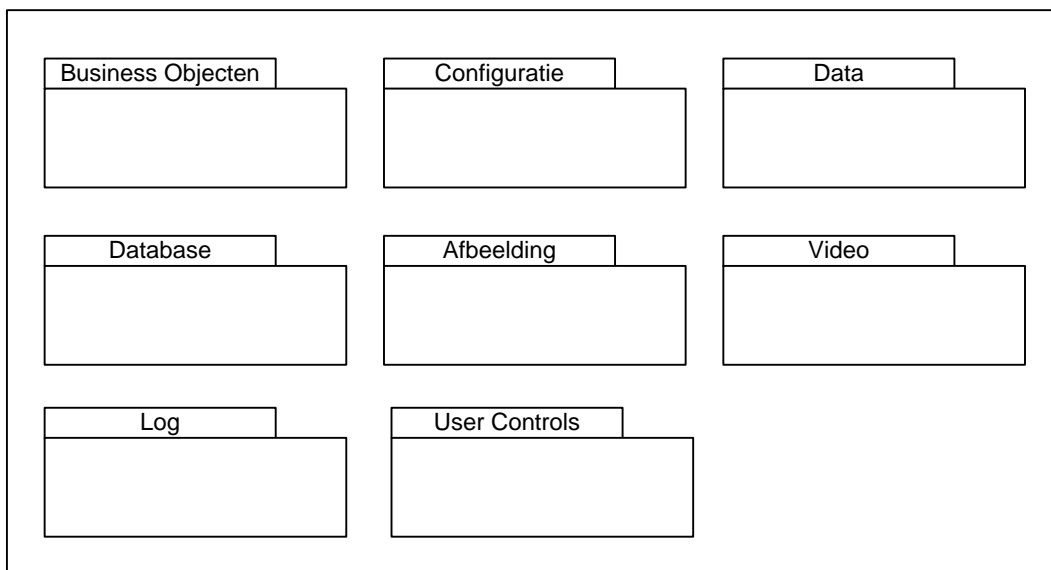 Business Objecten
Configuratie
Data
Database
Afbeelding
Video
Log
User Controls